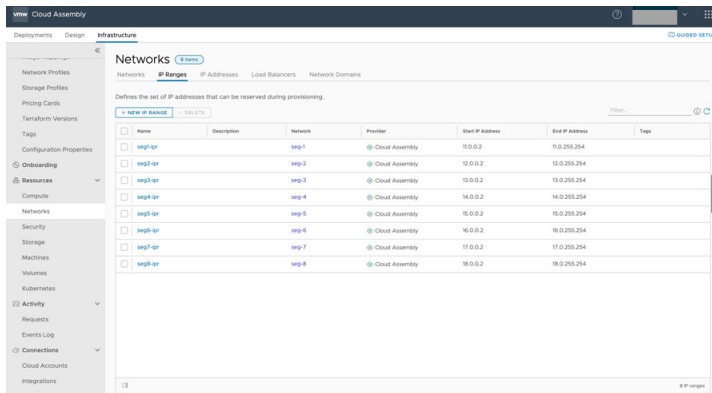 vmw Cloud Assembly
Deployments Design Infrastructure
GUIDED SETU
Networks 8 items
Networks IP Ranges IP Addresses Load Balancers Network Domains
Defines the set of IP addresses that can be reserved during provisioning.
+ NEW IP RANGE × DELETE
Filter...
Name Description Network Provider Start IP Address End IP Address Tags
seg1-ipr seg-1 Cloud Assembly 11.0.0.2 11.0.255.254
seg2-ipr seg-2 Cloud Assembly 12.0.0.2 12.0.255.254
seg3-ipr seg-3 Cloud Assembly 13.0.0.2 13.0.255.254
seg4-ipr seg-4 Cloud Assembly 14.0.0.2 14.0.255.254
seg5-ipr seg-5 Cloud Assembly 15.0.0.2 15.0.255.254
seg6-ipr seg-6 Cloud Assembly 16.0.0.2 16.0.255.254
seg7-ipr seg-7 Cloud Assembly 17.0.0.2 17.0.255.254
seg8-ipr seg-8 Cloud Assembly 18.0.0.2 18.0.255.254
8 IP ranges
Network Profiles
Storage Profiles
Pricing Cards
Terraform Versions
Tags
Configuration Properties
Onboarding
Resources
Compute
Networks
Security
Storage
Machines
Volumes
Kubernetes
Activity
Requests
Events Log
Connections
Cloud Accounts
Integrations